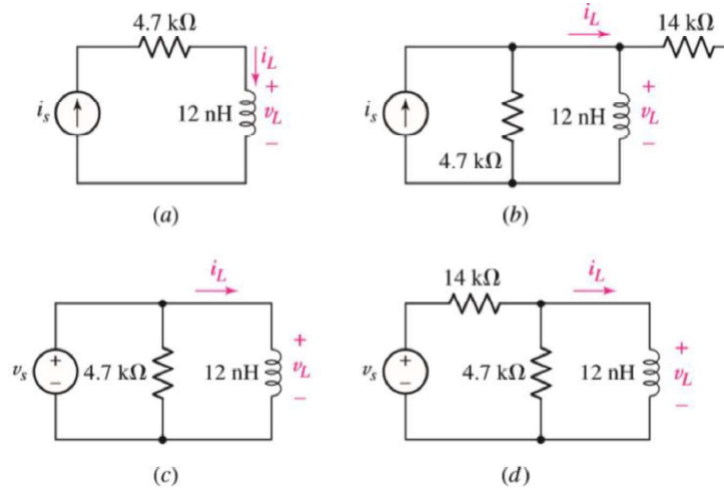 4.7 kΩ
i_L
+
i_s
12 nH
v_L
−
(a)
i_L
14 kΩ
+
i_s
12 nH
v_L
−
4.7 kΩ
(b)
i_L
+
v_s
+
−
4.7 kΩ
12 nH
v_L
−
(c)
14 kΩ
i_L
+
v_s
+
−
4.7 kΩ
12 nH
v_L
−
(d)